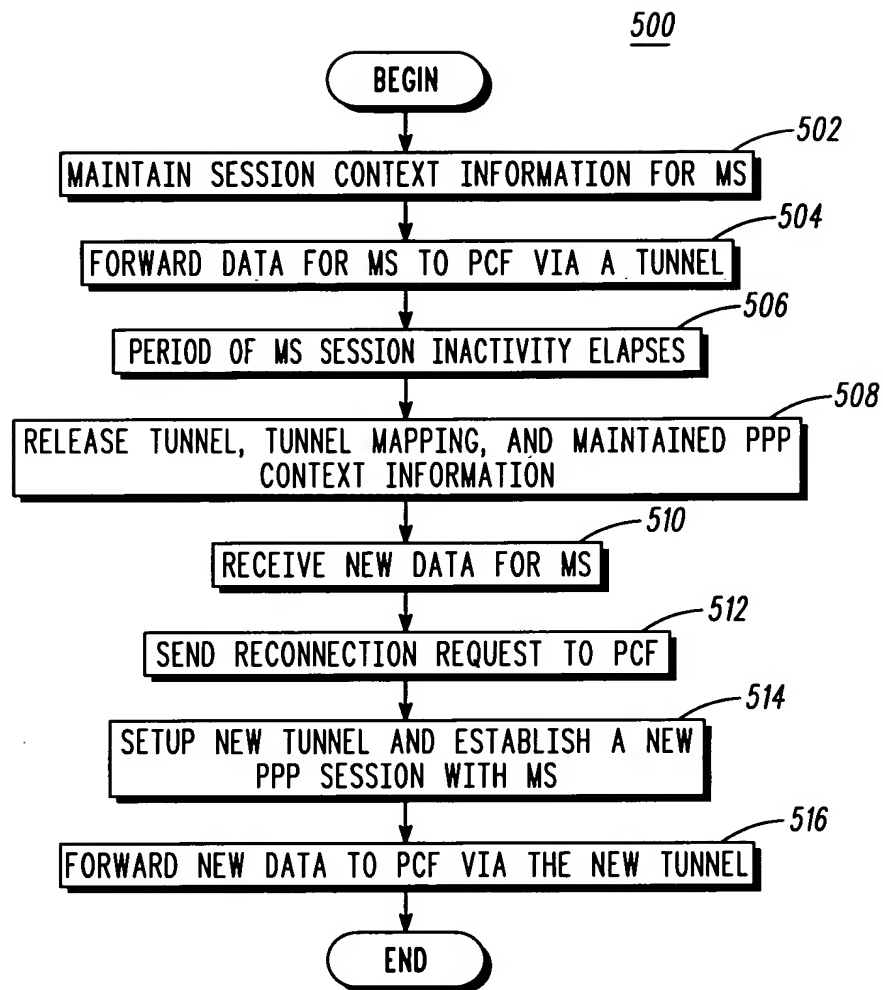 500
BEGIN
502
MAINTAIN SESSION CONTEXT INFORMATION FOR MS
504
FORWARD DATA FOR MS TO PCF VIA A TUNNEL
506
PERIOD OF MS SESSION INACTIVITY ELAPSES
508
RELEASE TUNNEL, TUNNEL MAPPING, AND MAINTAINED PPP
CONTEXT INFORMATION
510
RECEIVE NEW DATA FOR MS
512
SEND RECONNECTION REQUEST TO PCF
514
SETUP NEW TUNNEL AND ESTABLISH A NEW
PPP SESSION WITH MS
516
FORWARD NEW DATA TO PCF VIA THE NEW TUNNEL
END